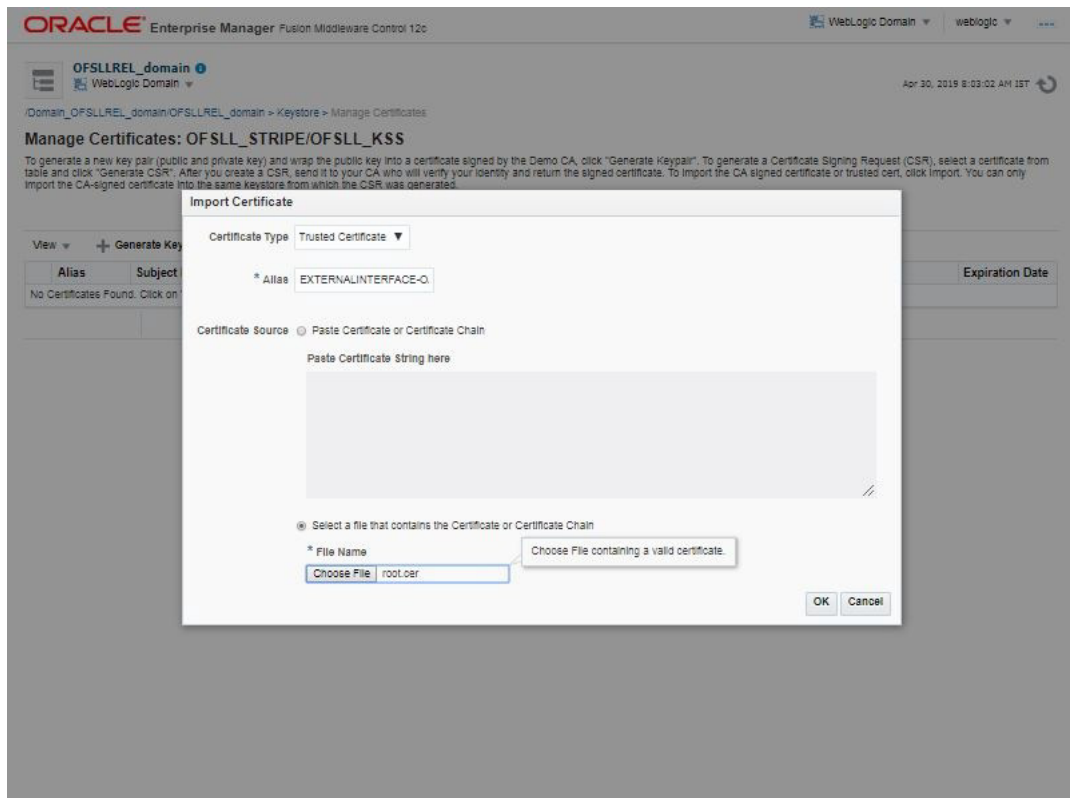 ORACLE Enterprise Manager Fusion Middleware Control 12c
WebLogic Domain
weblogic
OFSLLREL_domain
WebLogic Domain
Apr 30, 2019 8:03:02 AM IST
/Domain_OFSLLREL_domain/OFSLLREL_domain > Keystore > Manage Certificates
Manage Certificates: OFSLL_STRIPE/OFSLL_KSS
To generate a new key pair (public and private key) and wrap the public key into a certificate signed by the Demo CA, click "Generate Keypair". To generate a Certificate Signing Request (CSR), select a certificate from
table and click "Generate CSR". After you create a CSR, send it to your CA who will verify your identity and return the signed certificate. To import the CA signed certificate or trusted cert, click Import. You can only
import the CA-signed certificate into the same keystore from which the CSR was generated.
View
Generate Key
Alias
Subject
Expiration Date
No Certificates Found. Click on
Import Certificate
Certificate Type Trusted Certificate
* Alias EXTERNALINTERFACE-O
Certificate Source Paste Certificate or Certificate Chain
Paste Certificate String here
Select a file that contains the Certificate or Certificate Chain
* File Name
Choose File containing a valid certificate.
Choose File root.cer
OK Cancel